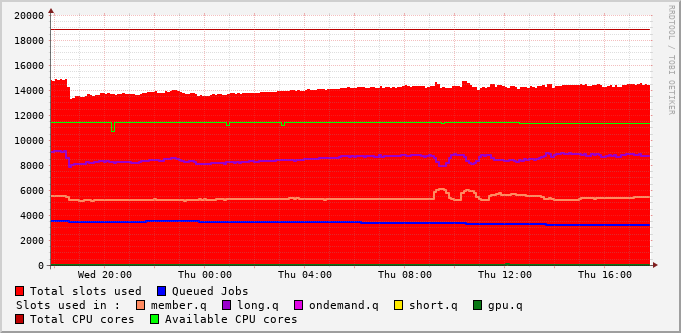 20000
18000
16000
14000
12000
10000
8000
6000
4000
2000
0
Wed 20:00 Thu 00:00 Thu 04:00 Thu 08:00 Thu 12:00 Thu 16:00
Total slots used Queued Jobs
Slots used in : member.q long.q ondemand.q short.q gpu.q
Total CPU cores Available CPU cores
RRDTOOL / TOBI OETIKER